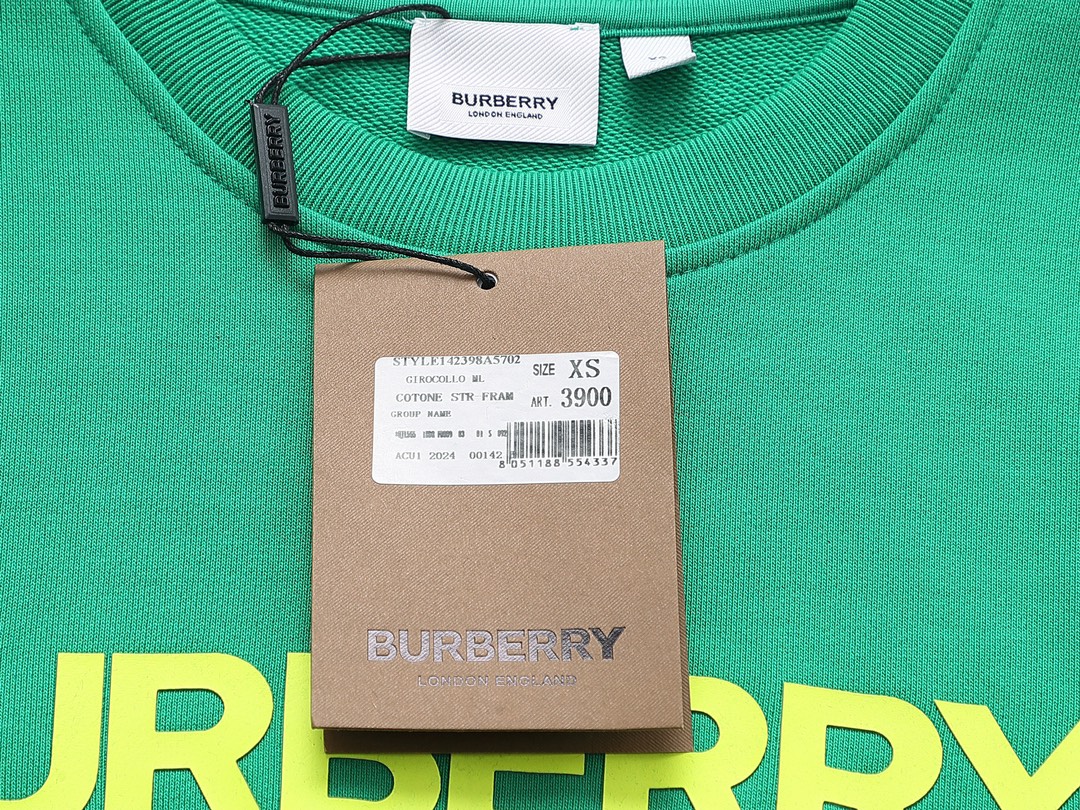 BURBERRY
LONDON ENGLAND
BURBERRY
STYLE142398A5702
SIZE XS
GIROCOLLO ML
COTONE STR FRAM
ART. 3900
GROUP NAME
ACU1 2024 00142
8 051188 554337
BURBERRY
LONDON ENGLAND
URBERRY